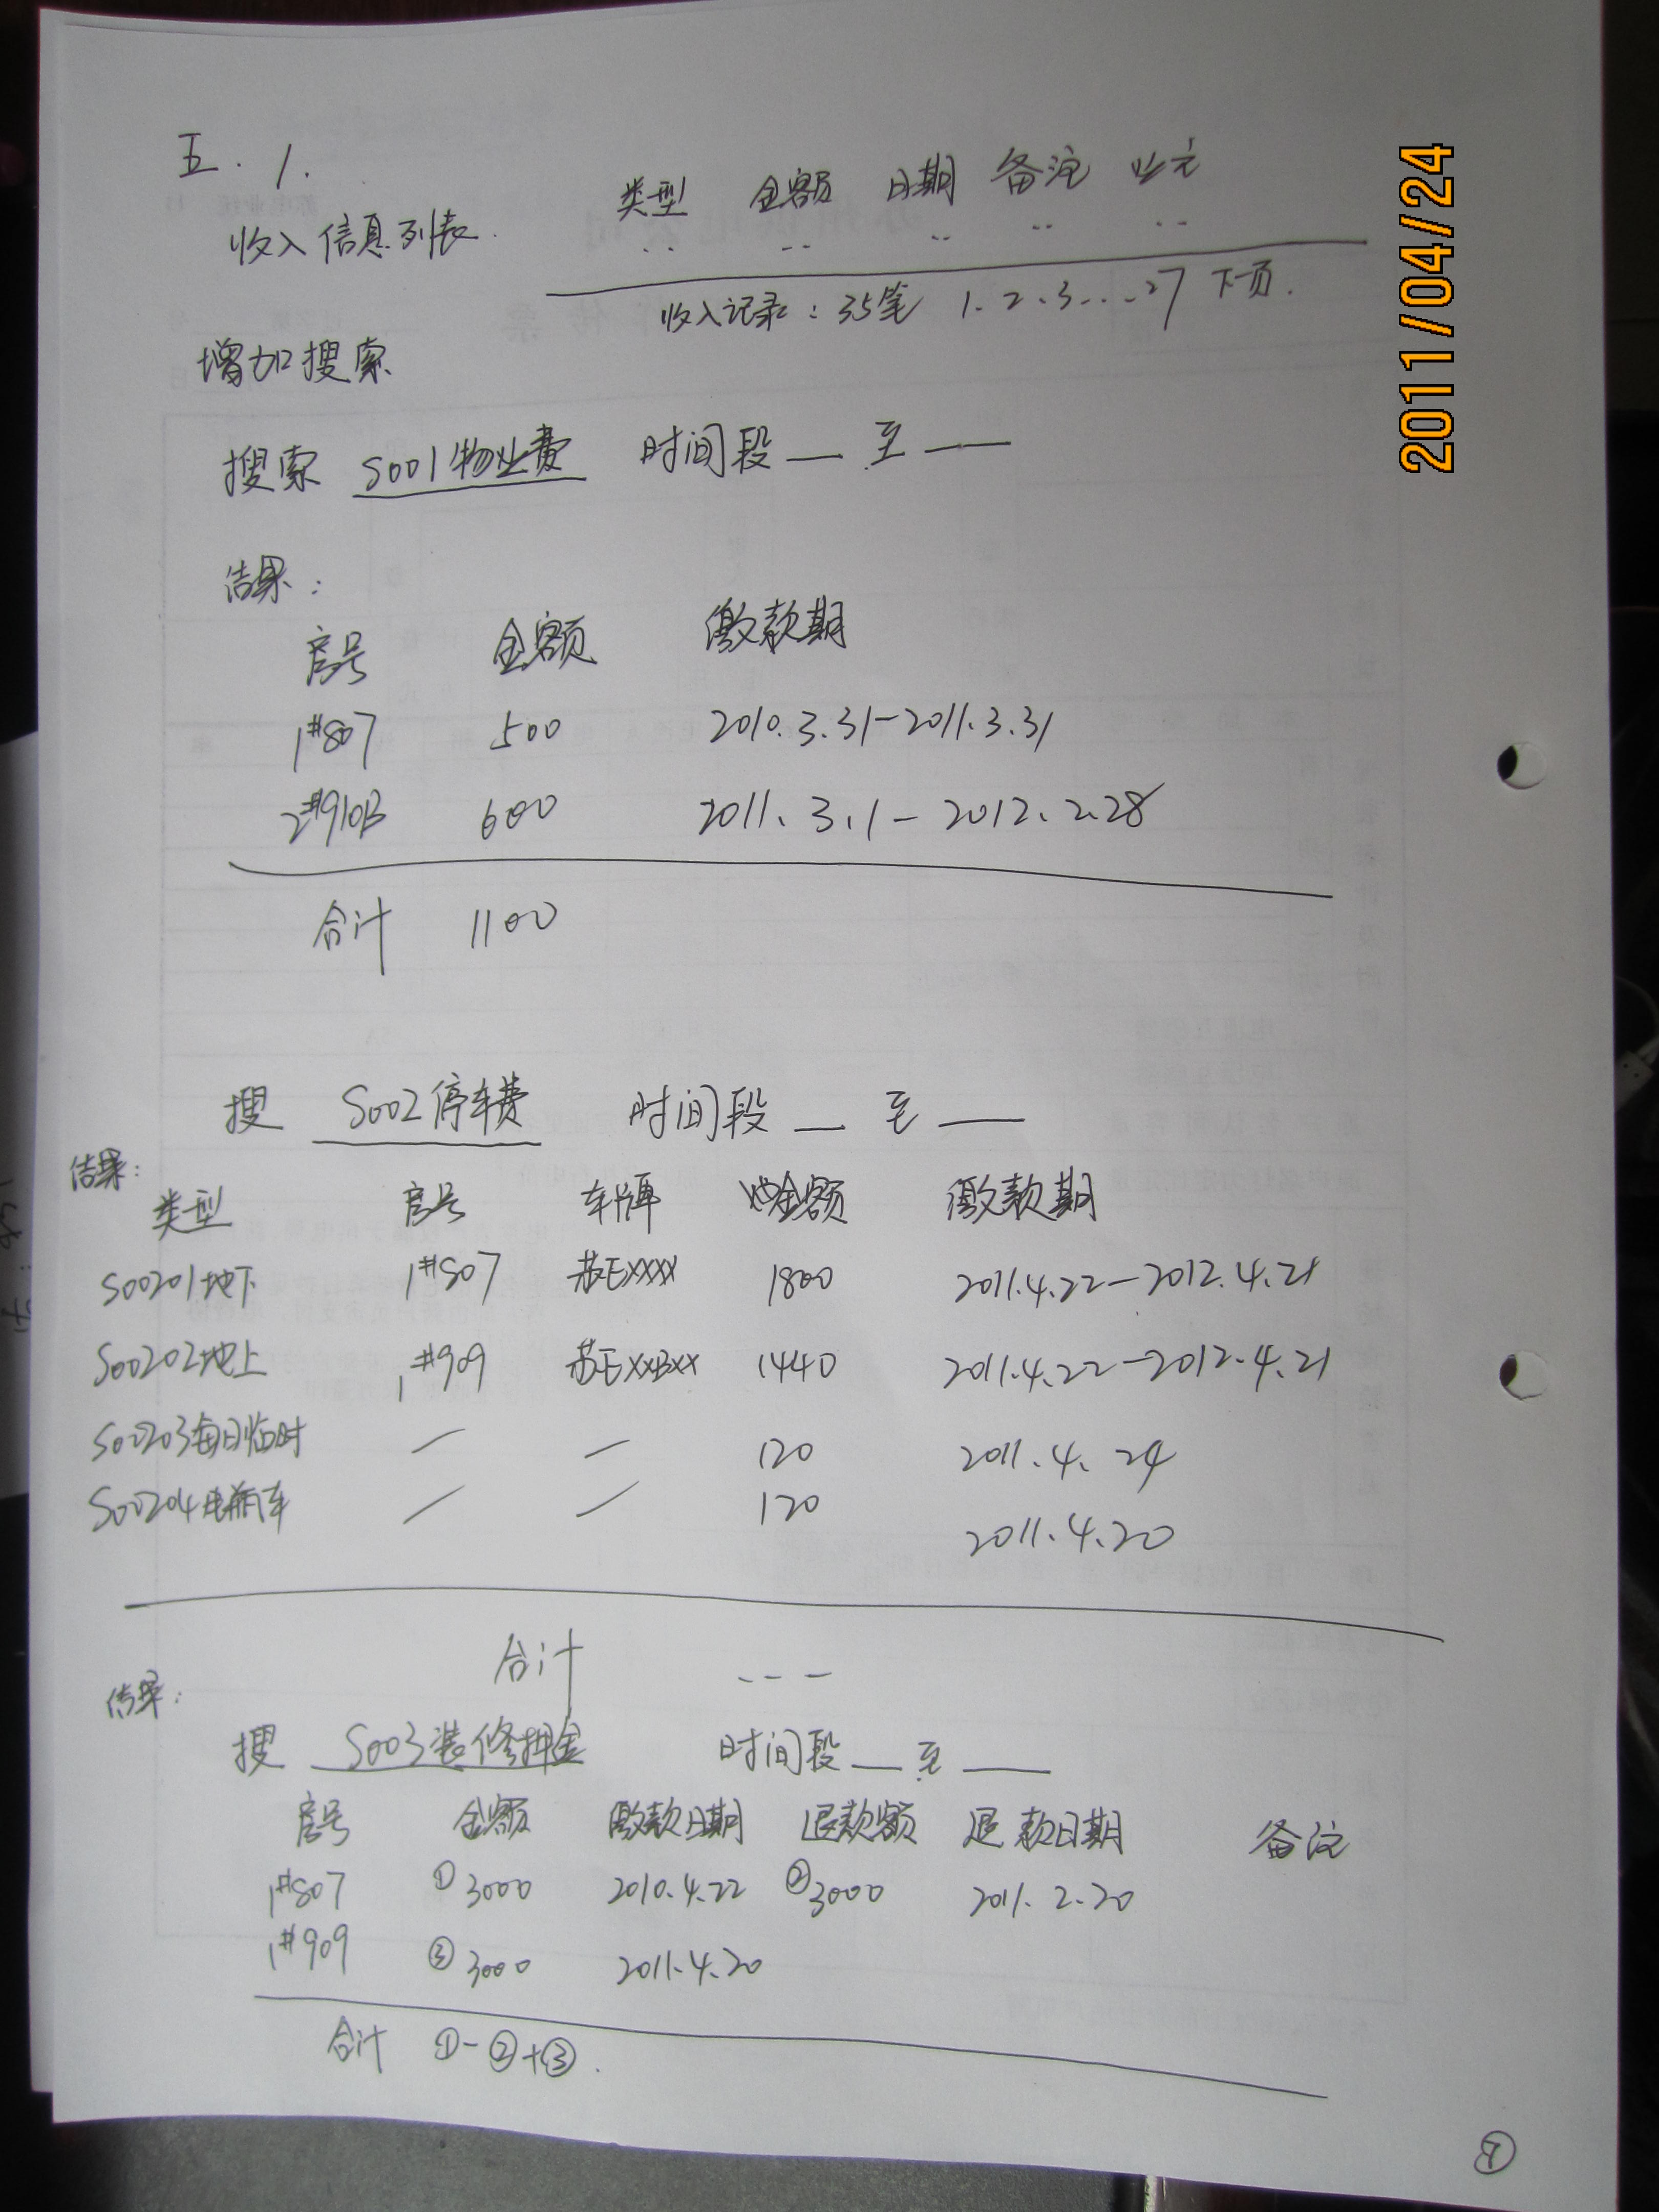 五. 1.
类型 金额 日期 备注 业主
收入信息列表.
收入记录: 35笔 1.2.3....27 下一页.
增加搜索
搜索 S001物业费 时间段 __ 至 __
结果:
房号 金额 缴款期
1#807 500 2010.3.31-2011.3.31
2#910B 600 2011.3.1-2012.2.28
合计 1100
搜 S002停车费 时间段 __ 至 __
结果:
类型 房号 车牌 金额 缴款期
S00201地下 1#807 苏EXXXX 1800 2011.4.22-2012.4.21
S00202地上 1#909 苏EXXBXX 1440 2011.4.22-2012.4.21
S00203每日临时 — — 120 2011.4.24
S00204电瓶车 — — 120 2011.4.20
合计 ---
结果:
搜 S003装修押金 时间段 __ 至 __
房号 金额 缴款日期 退款额 退款日期 备注
1#807 ①3000 2010.4.22 ②3000 2011.2.20
1#909 ③3000 2011.4.20
合计 ①-②+③.
⑦
2011/04/24